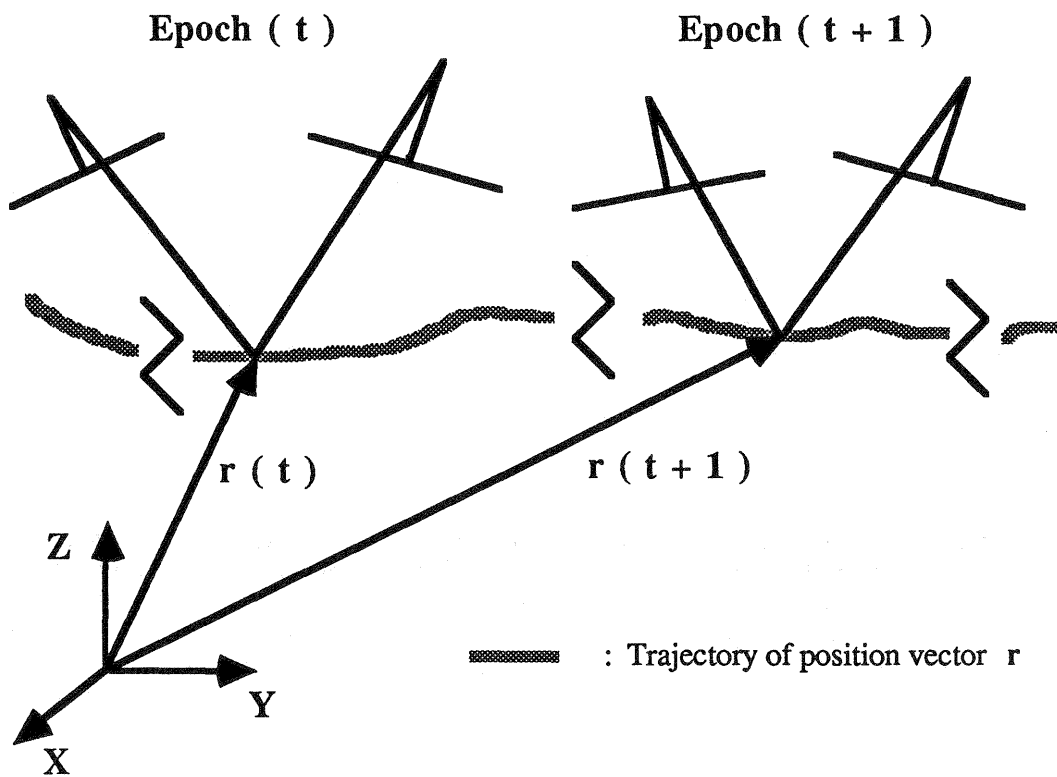 Epoch ( t )
Epoch ( t + 1 )
r ( t )
r ( t + 1 )
Z
Y
X
: Trajectory of position vector r